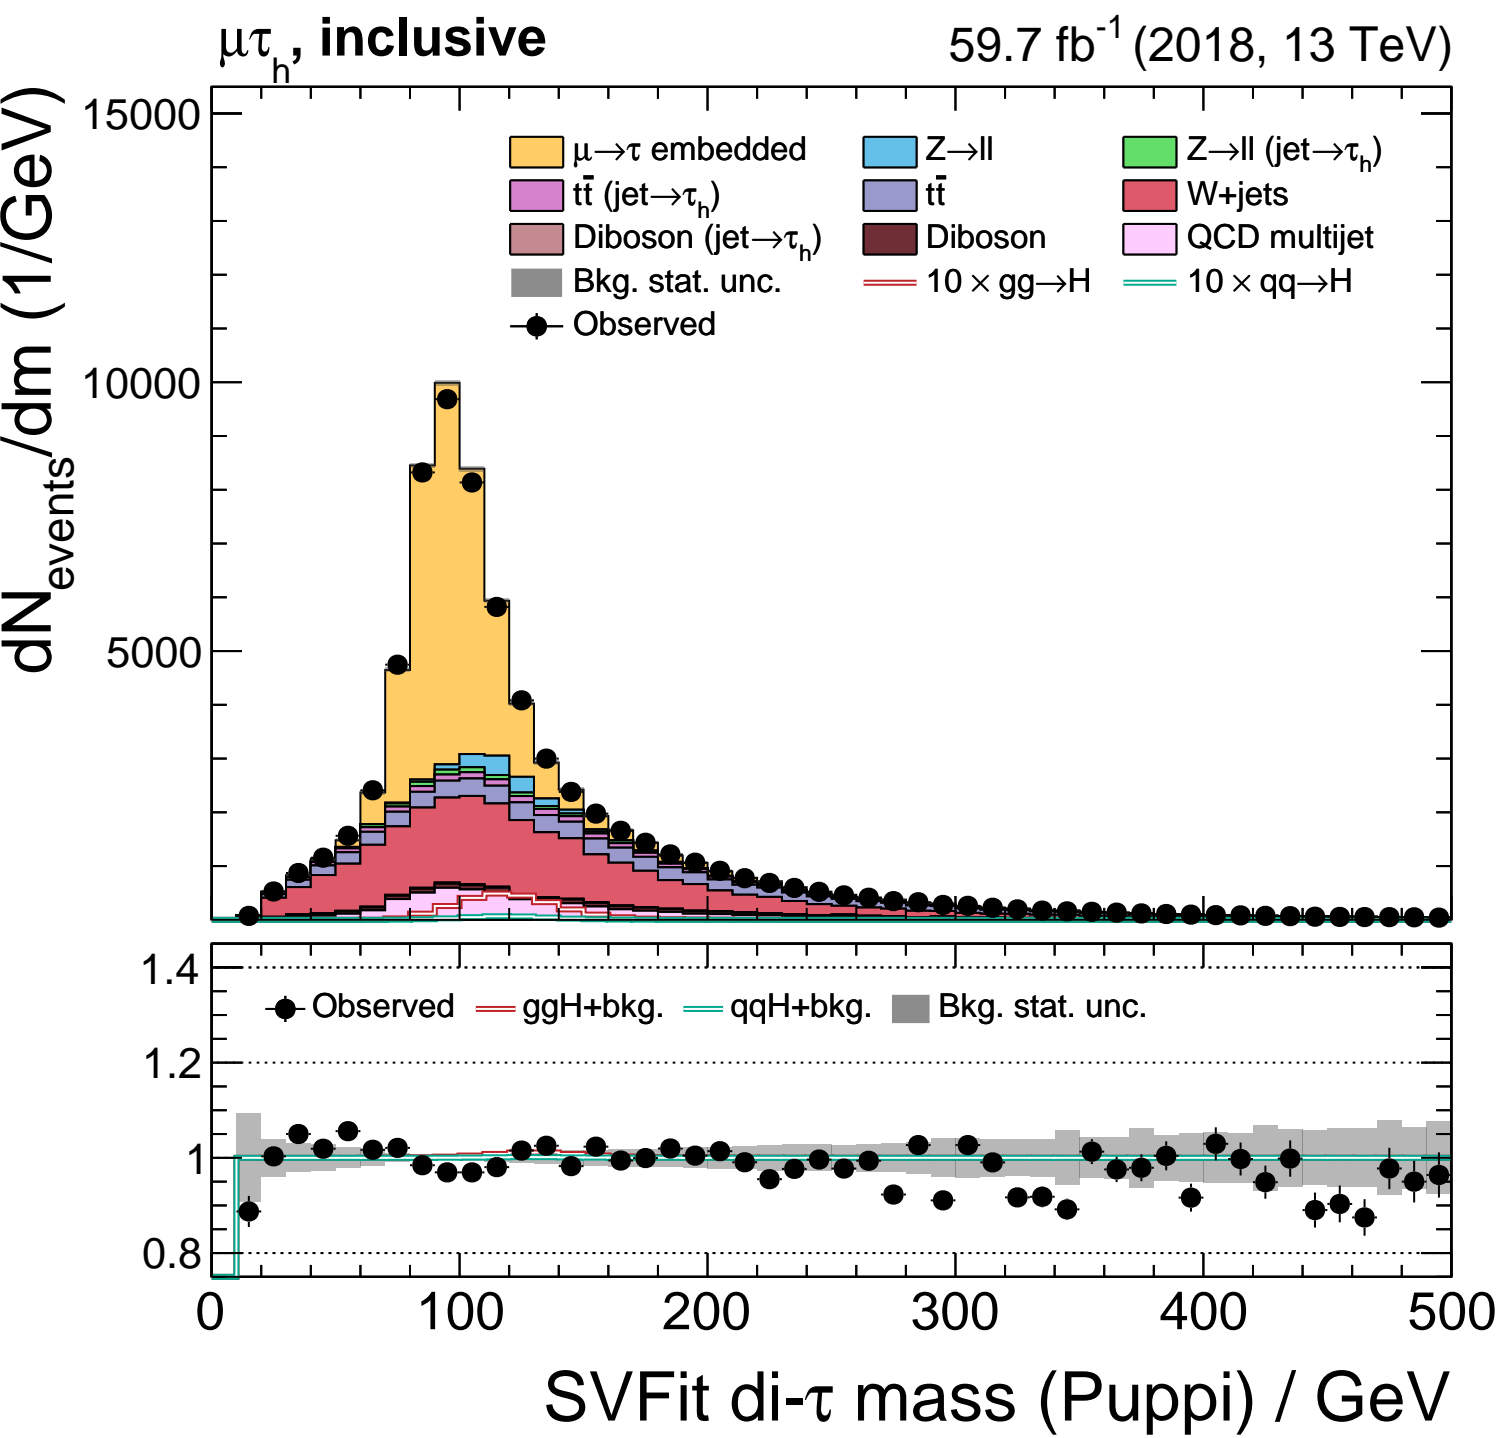 μτh, inclusive
59.7 fb-1 (2018, 13 TeV)
dNevents/dm (1/GeV)
15000
10000
5000
μ→τ embedded
Z→ll
Z→ll (jet→τh)
tt̄ (jet→τh)
tt̄
W+jets
Diboson (jet→τh)
Diboson
QCD multijet
Bkg. stat. unc.
10 × gg→H
10 × qq→H
Observed
1.4
1.2
1
0.8
Observed
ggH+bkg.
qqH+bkg.
Bkg. stat. unc.
0 100 200 300 400 500
SVFit di-τ mass (Puppi) / GeV